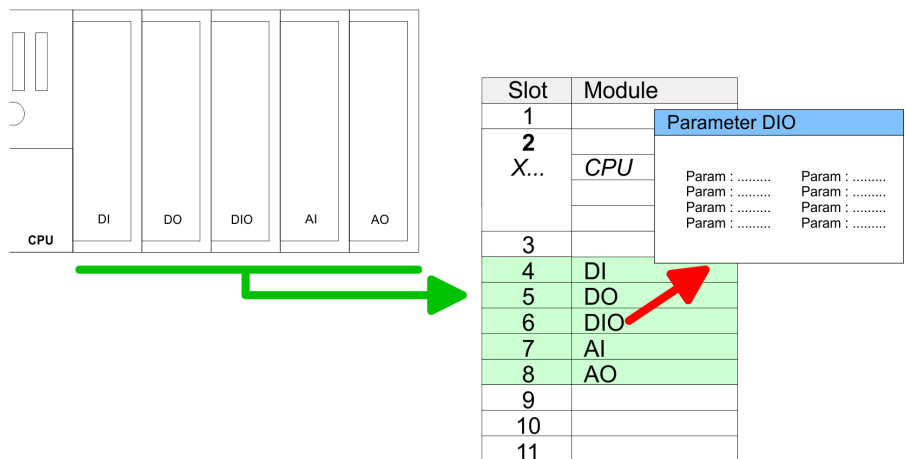 DI DO DIO AI AO
CPU
Slot Module
1
2
X... CPU
3
4 DI
5 DO
6 DIO
7 AI
8 AO
9
10
11
Parameter DIO
Param : ......... Param : .........
Param : ......... Param : .........
Param : ......... Param : .........
Param : ......... Param : .........